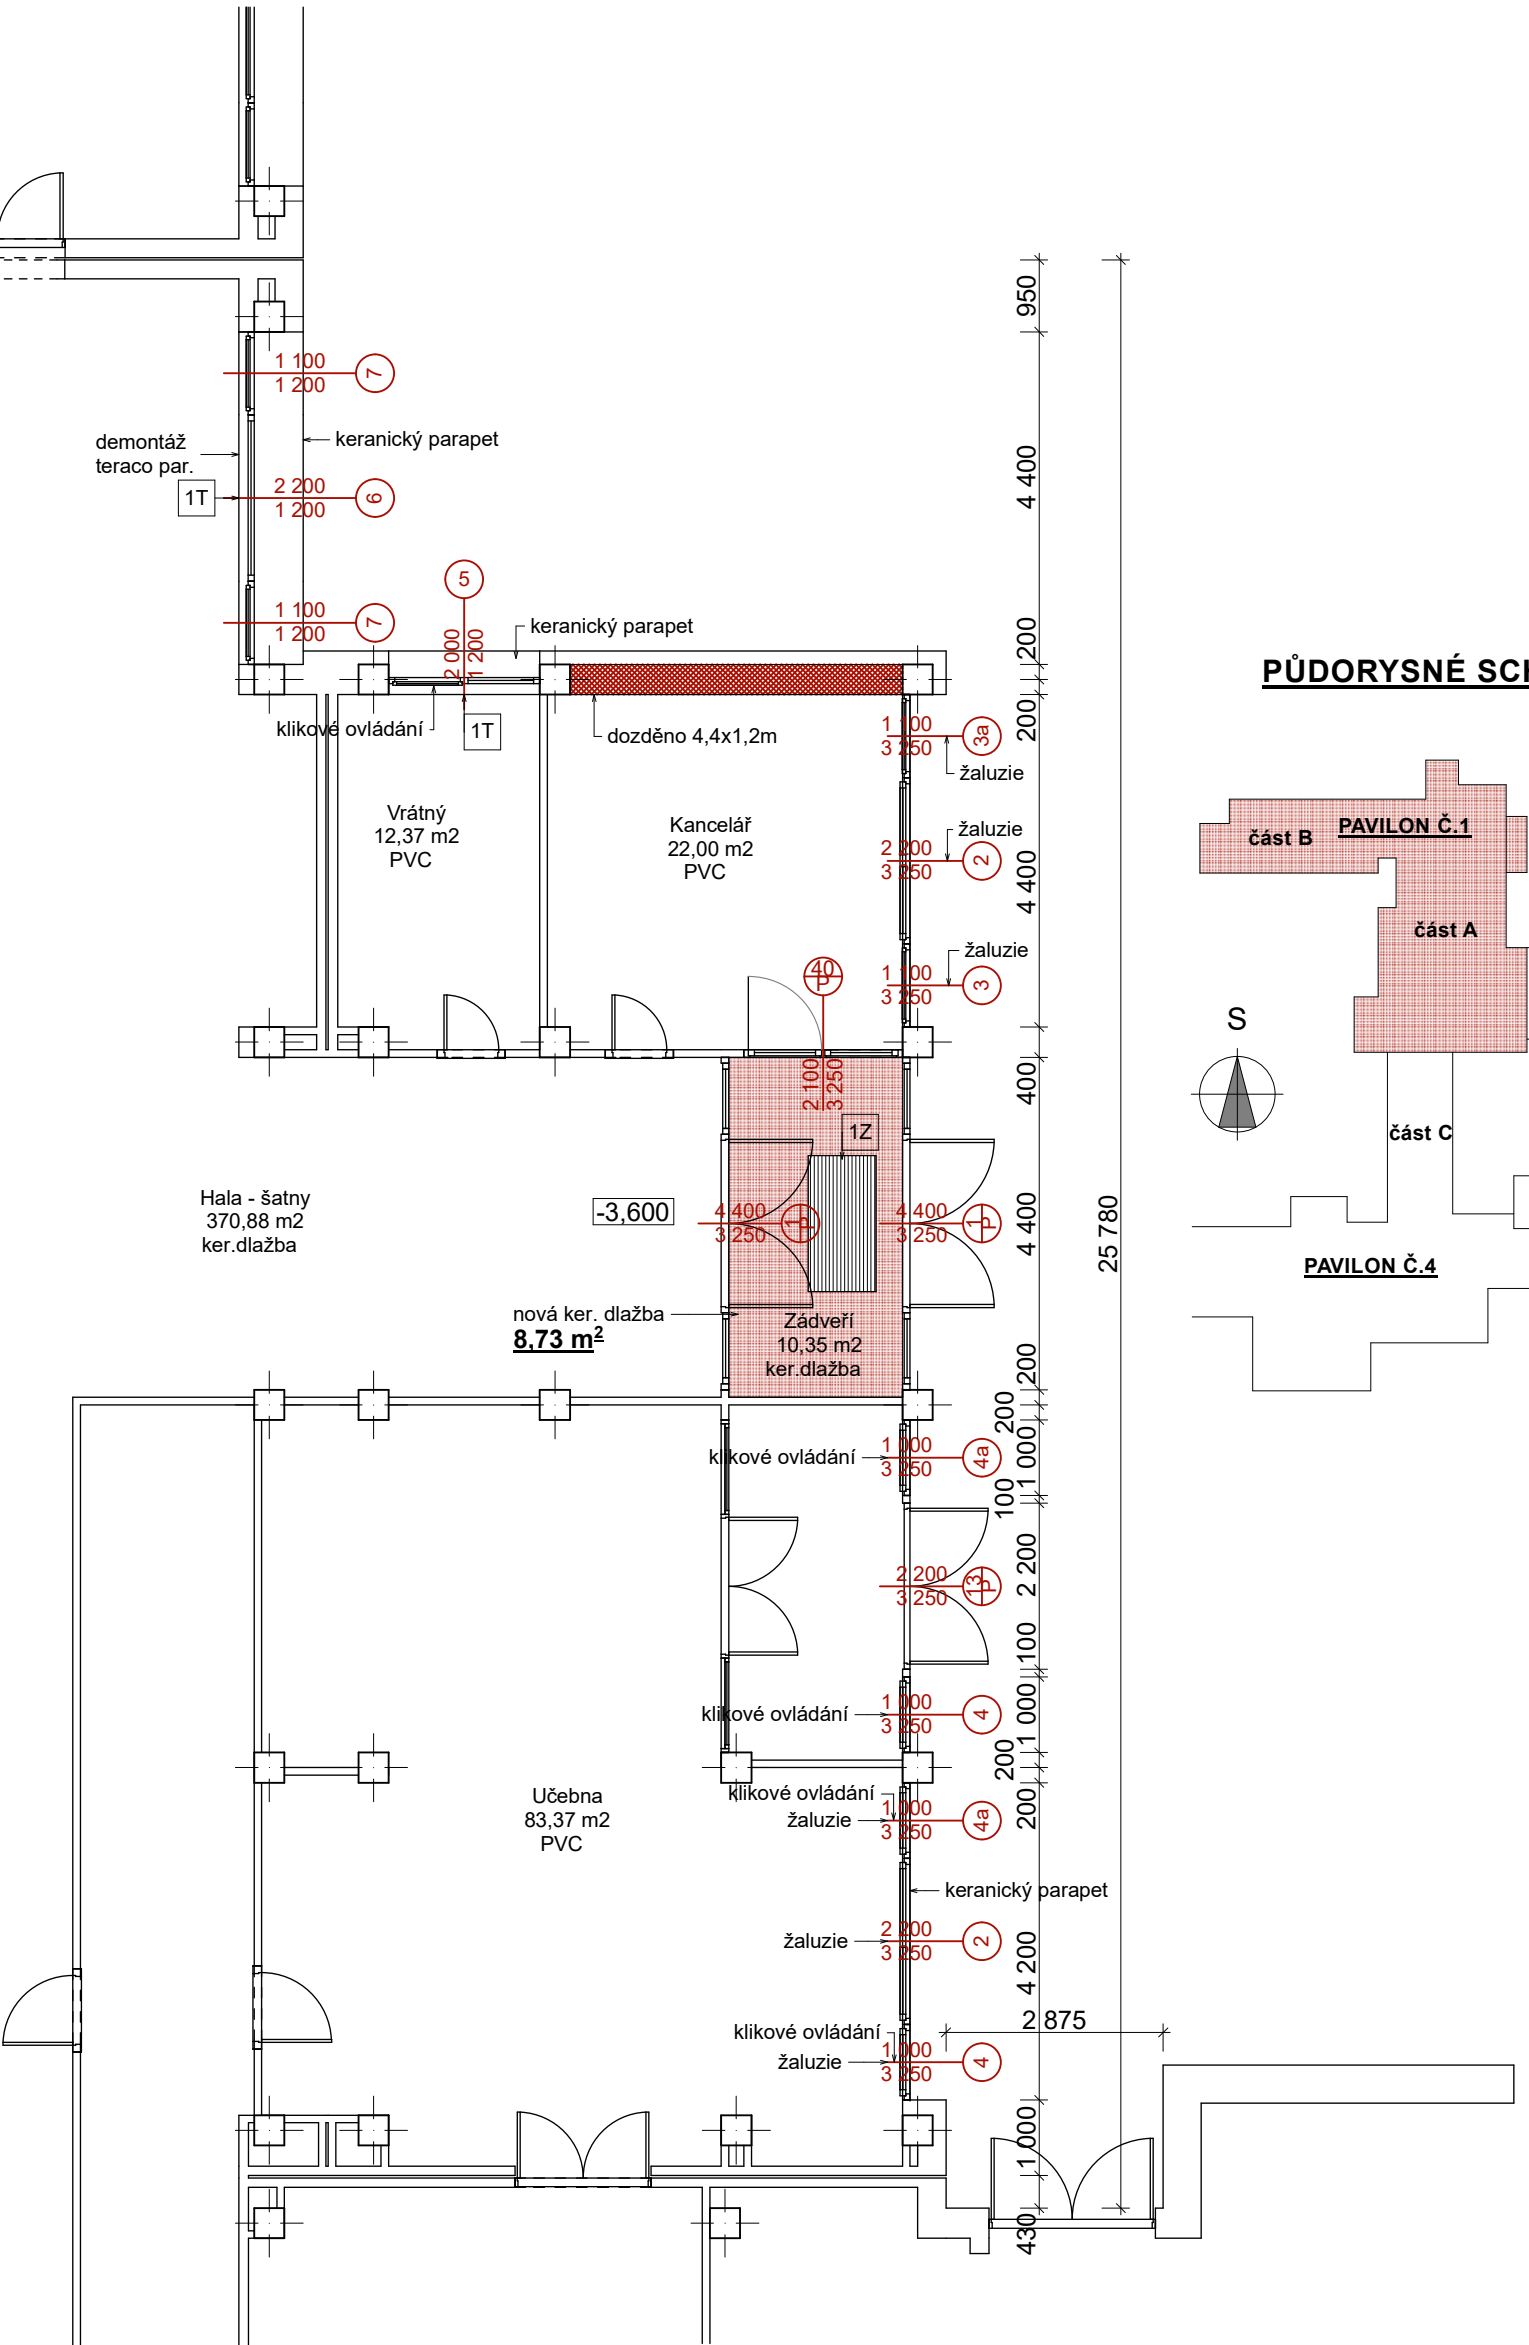 950
1 100
1 200
7
demontáž
teraco par.
keranický parapet
4 400
1T
2 200
1 200
6
5
1 100
1 200
7
2 000
1 200
keranický parapet
200
PŮDORYSNÉ SCH
klikové ovládání
1T
dozděno 4,4x1,2m
1 100
3 250
3a
200
žaluzie
Vrátný
12,37 m2
PVC
Kancelář
22,00 m2
PVC
žaluzie
2 200
3 250
2
4 400
část B
PAVILON Č.1
část A
žaluzie
40
P
1 100
3 250
3
S
2 100
3 250
400
1Z
část C
Hala - šatny
370,88 m2
ker.dlažba
-3,600
4 400
3 250
1
P
4 400
3 250
1
P
4 400
25 780
PAVILON Č.4
nová ker. dlažba
8,73 m2
Zádveří
10,35 m2
ker.dlažba
200
200
klikové ovládání
1 000
3 250
4a
1 000
100
2 200
3 250
13
P
2 200
100
klikové ovládání
1 000
3 250
4
1 000
200
Učebna
83,37 m2
PVC
klikové ovládání
žaluzie
1 000
3 250
4a
200
keranický parapet
žaluzie
2 200
3 250
2
4 200
2 875
klikové ovládání
žaluzie
1 000
3 250
4
1 000
430